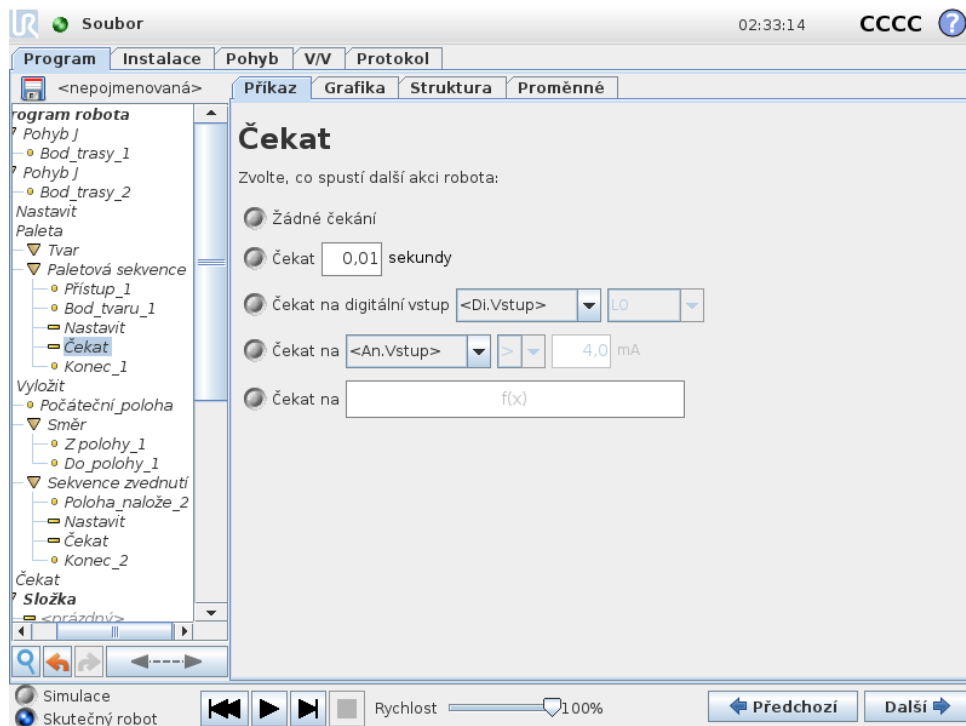 UR Soubor 02:33:14 CCCC ?
Program Instalace Pohyb V/V Protokol
<nepojmenovaná> Příkaz Grafika Struktura Proměnné
rogram robota
Pohyb J
Bod_trasy_1
Pohyb J
Bod_trasy_2
Nastavit
Paleta
Tvar
Paletová sekvence
Přístup_1
Bod_tvaru_1
Nastavit
Čekat
Konec_1
Vyložit
Počáteční_poloha
Směr
Z polohy_1
Do_polohy_1
Sekvence zvednutí
Poloha_nalože_2
Nastavit
Čekat
Konec_2
Čekat
Složka
<prázdný>
Čekat
Zvolte, co spustí další akci robota:
Žádné čekání
Čekat 0,01 sekundy
Čekat na digitální vstup <Di.Vstup> LO
Čekat na <An.Vstup> > 4,0 mA
Čekat na f(x)
Simulace
Skutečný robot
Rychlost 100%
Předchozí Další